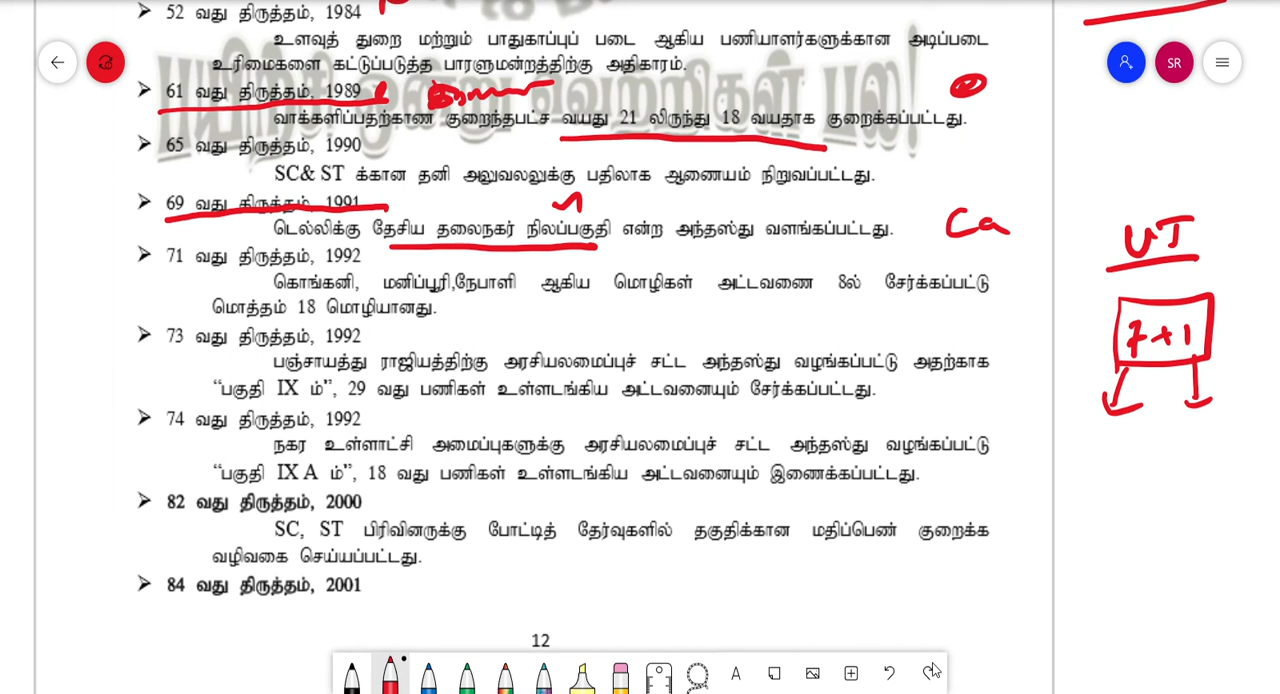 52 வது திருத்தம், 1984
உளவுத் துறை மற்றும் பாதுகாப்புப் படை ஆகிய பணியாளர்களுக்கான அடிப்படை
உரிமைகளை கட்டுப்படுத்த பாராளுமன்றத்திற்கு அதிகாரம்.
61 வது திருத்தம், 1989
வாக்களிப்பதற்காண குறைந்தபட்ச வயது 21 லிருந்து 18 வயதாக குறைக்கப்பட்டது.
65 வது திருத்தம், 1990
SC& ST க்கான தனி அலுவலலுக்கு பதிலாக ஆணையம் நிறுவப்பட்டது.
69 வது திருத்தம், 1991
டெல்லிக்கு தேசிய தலைநகர் நிலப்பகுதி என்ற அந்தஸ்து வளங்கப்பட்டது.
71 வது திருத்தம், 1992
கொங்கனி, மனிப்பூரி,நேபாளி ஆகிய மொழிகள் அட்டவணை 8ல் சேர்க்கப்பட்டு
மொத்தம் 18 மொழியானது.
73 வது திருத்தம், 1992
பஞ்சாயத்து ராஜியத்திற்கு அரசியலமைப்புச் சட்ட அந்தஸ்து வழங்கப்பட்டு அதற்காக
“பகுதி IX ம்”, 29 வது பணிகள் உள்ளடங்கிய அட்டவனையும் சேர்க்கப்பட்டது.
74 வது திருத்தம், 1992
நகர உள்ளாட்சி அமைப்புகளுக்கு அரசியலமைப்புச் சட்ட அந்தஸ்து வழங்கப்பட்டு
“பகுதி IX A ம்”, 18 வது பணிகள் உள்ளடங்கிய அட்டவனையும் இணைக்கப்பட்டது.
82 வது திருத்தம், 2000
SC, ST பிரிவினருக்கு போட்டித் தேர்வுகளில் தகுதிக்கான மதிப்பெண் குறைக்க
வழிவகை செய்யப்பட்டது.
84 வது திருத்தம், 2001
12
SR
Ca
UT
7+1
A